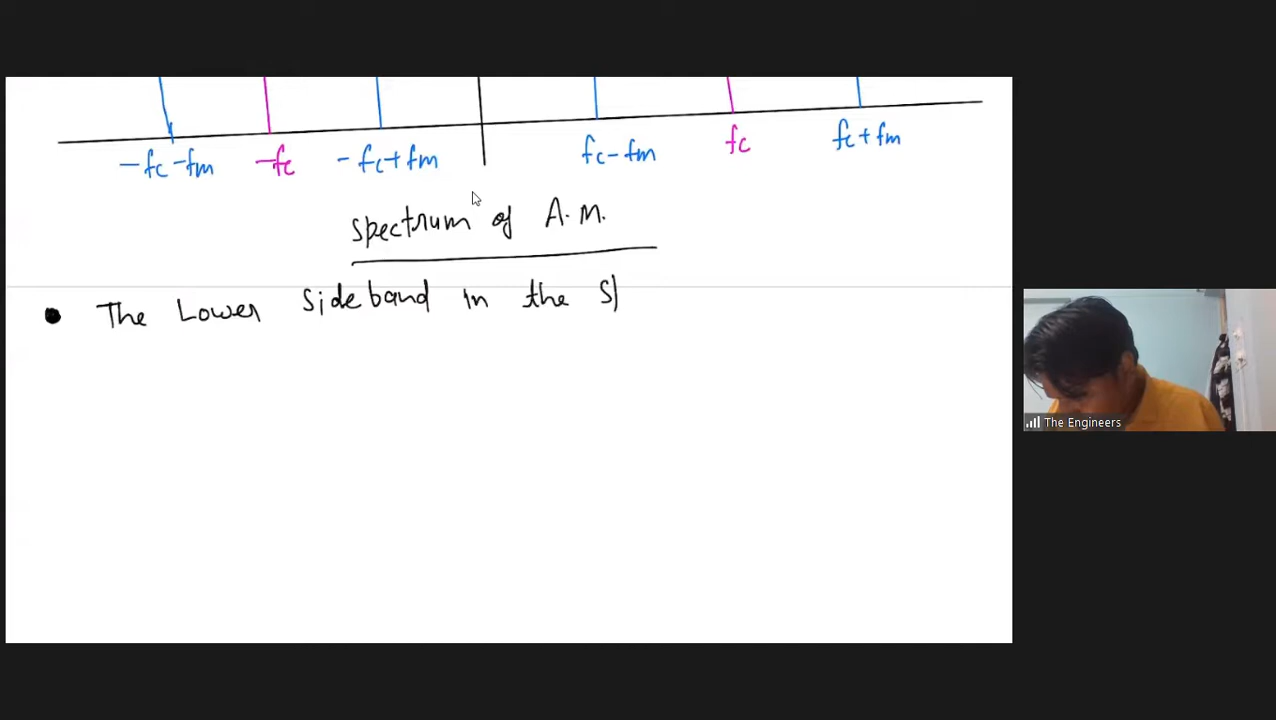 -fc-fm -fc -fc+fm fc-fm fc fc+fm
spectrum of A.M.
• The Lower Sideband in the
The Engineers